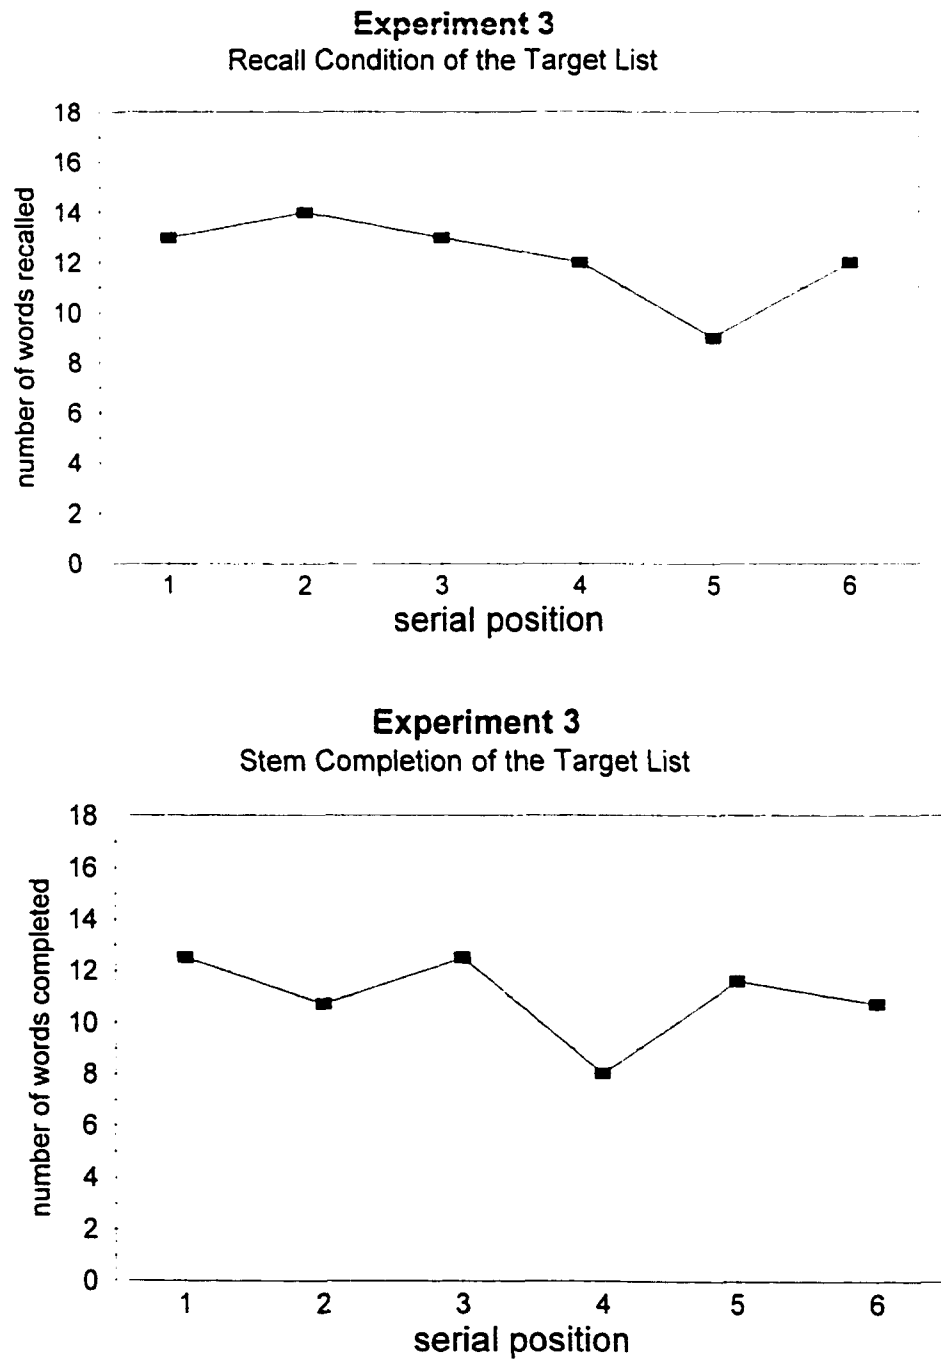 Experiment 3
Recall Condition of the Target List
18
16
14
12
10
8
6
4
2
0
number of words recalled
1 2 3 4 5 6
serial position
Experiment 3
Stem Completion of the Target List
18
16
14
12
10
8
6
4
2
0
number of words completed
1 2 3 4 5 6
serial position